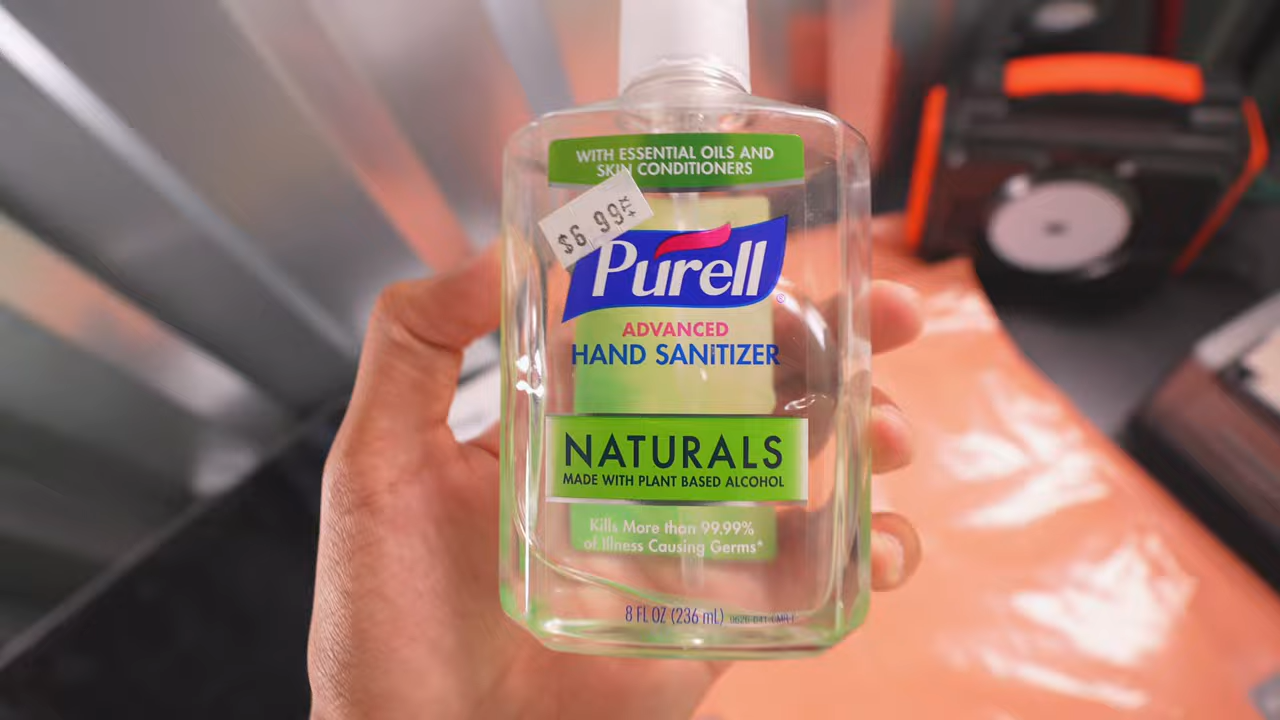 WITH ESSENTIAL OILS AND
SKIN CONDITIONERS
$6 99
Purell
ADVANCED
HAND SANITIZER
NATURALS
MADE WITH PLANT BASED ALCOHOL
Kills More than 99.99%
of Illness Causing Germs*
8 FL OZ (236 mL)